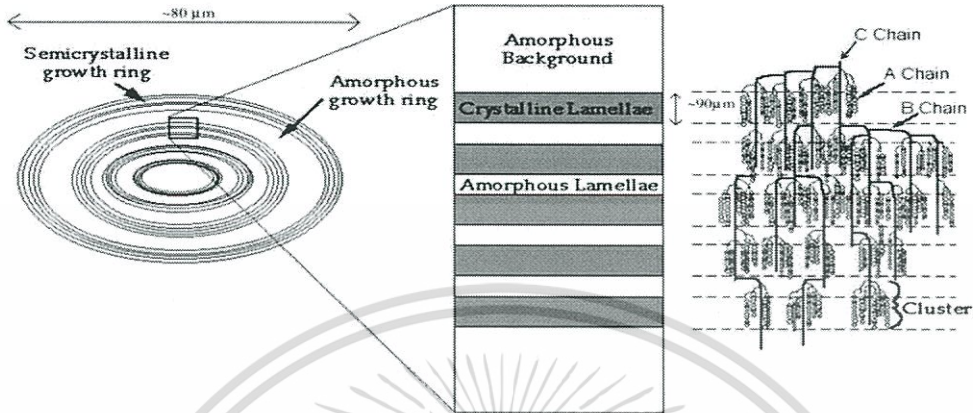 ~80 µm
Semicrystalline
growth ring
Amorphous
growth ring
Amorphous
Background
Crystalline Lamellae
Amorphous Lamellae
~90µm
C Chain
A Chain
B Chain
Cluster